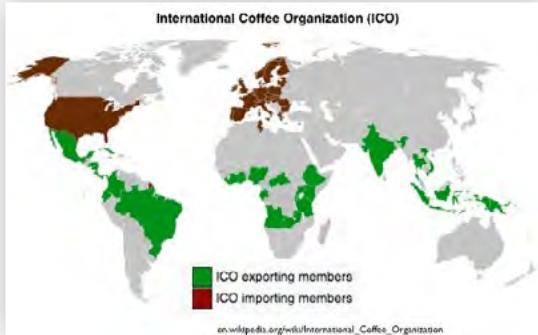 International Coffee Organization (ICO)
ICO exporting members
ICO importing members
en.wikipedia.org/wiki/International_Coffee_Organization